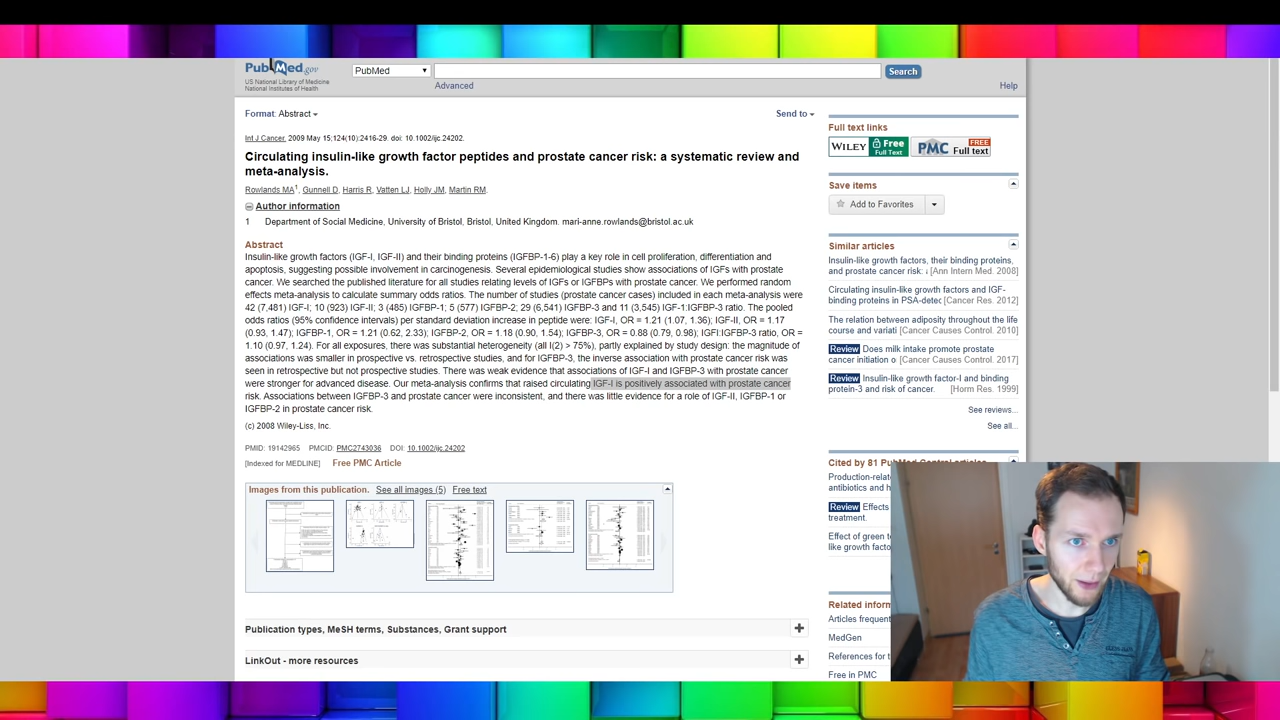 PubMed.gov
US National Library of Medicine
National Institutes of Health
PubMed
Search
Advanced
Help
Format: Abstract
Send to
Int J Cancer. 2009 May 15;124(10):2416-29. doi: 10.1002/ijc.24202.
Circulating insulin-like growth factor peptides and prostate cancer risk: a systematic review and
meta-analysis.
Rowlands MA1, Gunnell D, Harris R, Vatten LJ, Holly JM, Martin RM.
Author information
1 Department of Social Medicine, University of Bristol, Bristol, United Kingdom. mari-anne.rowlands@bristol.ac.uk
Abstract
Insulin-like growth factors (IGF-I, IGF-II) and their binding proteins (IGFBP-1-6) play a key role in cell proliferation, differentiation and
apoptosis, suggesting possible involvement in carcinogenesis. Several epidemiological studies show associations of IGFs with prostate
cancer. We searched the published literature for all studies relating levels of IGFs or IGFBPs with prostate cancer. We performed random
effects meta-analysis to calculate summary odds ratios. The number of studies (prostate cancer cases) included in each meta-analysis were
42 (7,481) IGF-I; 10 (923) IGF-II; 3 (485) IGFBP-1; 5 (577) IGFBP-2; 29 (6,541) IGFBP-3 and 11 (3,545) IGF-1:IGFBP-3 ratio. The pooled
odds ratios (95% confidence intervals) per standard deviation increase in peptide were: IGF-I, OR = 1.21 (1.07, 1.36); IGF-II, OR = 1.17
(0.93, 1.47); IGFBP-1, OR = 1.21 (0.62, 2.33); IGFBP-2, OR = 1.18 (0.90, 1.54); IGFBP-3, OR = 0.88 (0.79, 0.98); IGFI:IGFBP-3 ratio, OR =
1.10 (0.97, 1.24). For all exposures, there was substantial heterogeneity (all I(2) > 75%), partly explained by study design: the magnitude of
associations was smaller in prospective vs. retrospective studies, and for IGFBP-3, the inverse association with prostate cancer risk was
seen in retrospective but not prospective studies. There was weak evidence that associations of IGF-I and IGFBP-3 with prostate cancer
were stronger for advanced disease. Our meta-analysis confirms that raised circulating IGF-I is positively associated with prostate cancer
risk. Associations between IGFBP-3 and prostate cancer were inconsistent, and there was little evidence for a role of IGF-II, IGFBP-1 or
IGFBP-2 in prostate cancer risk.
(c) 2008 Wiley-Liss, Inc.
PMID: 19142965 PMCID: PMC2743036 DOI: 10.1002/ijc.24202
[Indexed for MEDLINE] Free PMC Article
Images from this publication. See all images (5) Free text
Publication types, MeSH terms, Substances, Grant support
LinkOut - more resources
Full text links
WILEY Free Full Text
PMC FREE Full text
Save items
Add to Favorites
Similar articles
Insulin-like growth factors, their binding proteins,
and prostate cancer risk: [Ann Intern Med. 2008]
Circulating insulin-like growth factors and IGF-
binding proteins in PSA-detec [Cancer Res. 2012]
The relation between adiposity throughout the life
course and variati [Cancer Causes Control. 2010]
Review Does milk intake promote prostate
cancer initiation o [Cancer Causes Control. 2017]
Review Insulin-like growth factor-I and binding
protein-3 and risk of cancer. [Horm Res. 1999]
See reviews...
See all...
Cited by 81 PubMed Central articles
Production-rela
antibiotics and h
Review Effects
treatment.
Effect of green t
like growth facto
Related inform
Articles frequent
MedGen
References for t
Free in PMC